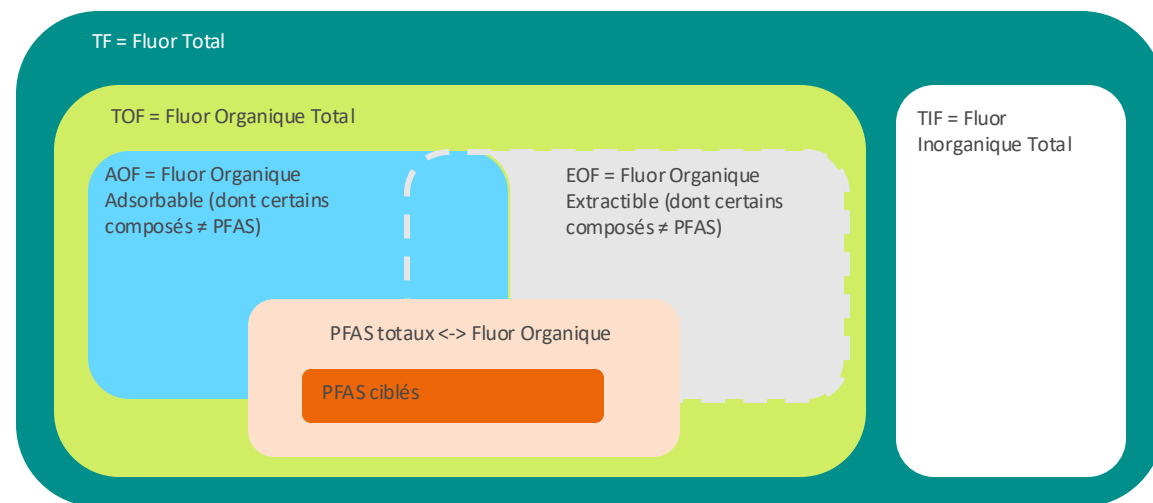 TF = Fluor Total
TOF = Fluor Organique Total
TIF = Fluor
Inorganique Total
AOF = Fluor Organique
Adsorbable (dont certains
composés ≠ PFAS)
EOF = Fluor Organique
Extractible (dont certains
composés ≠ PFAS)
PFAS totaux <-> Fluor Organique
PFAS ciblés